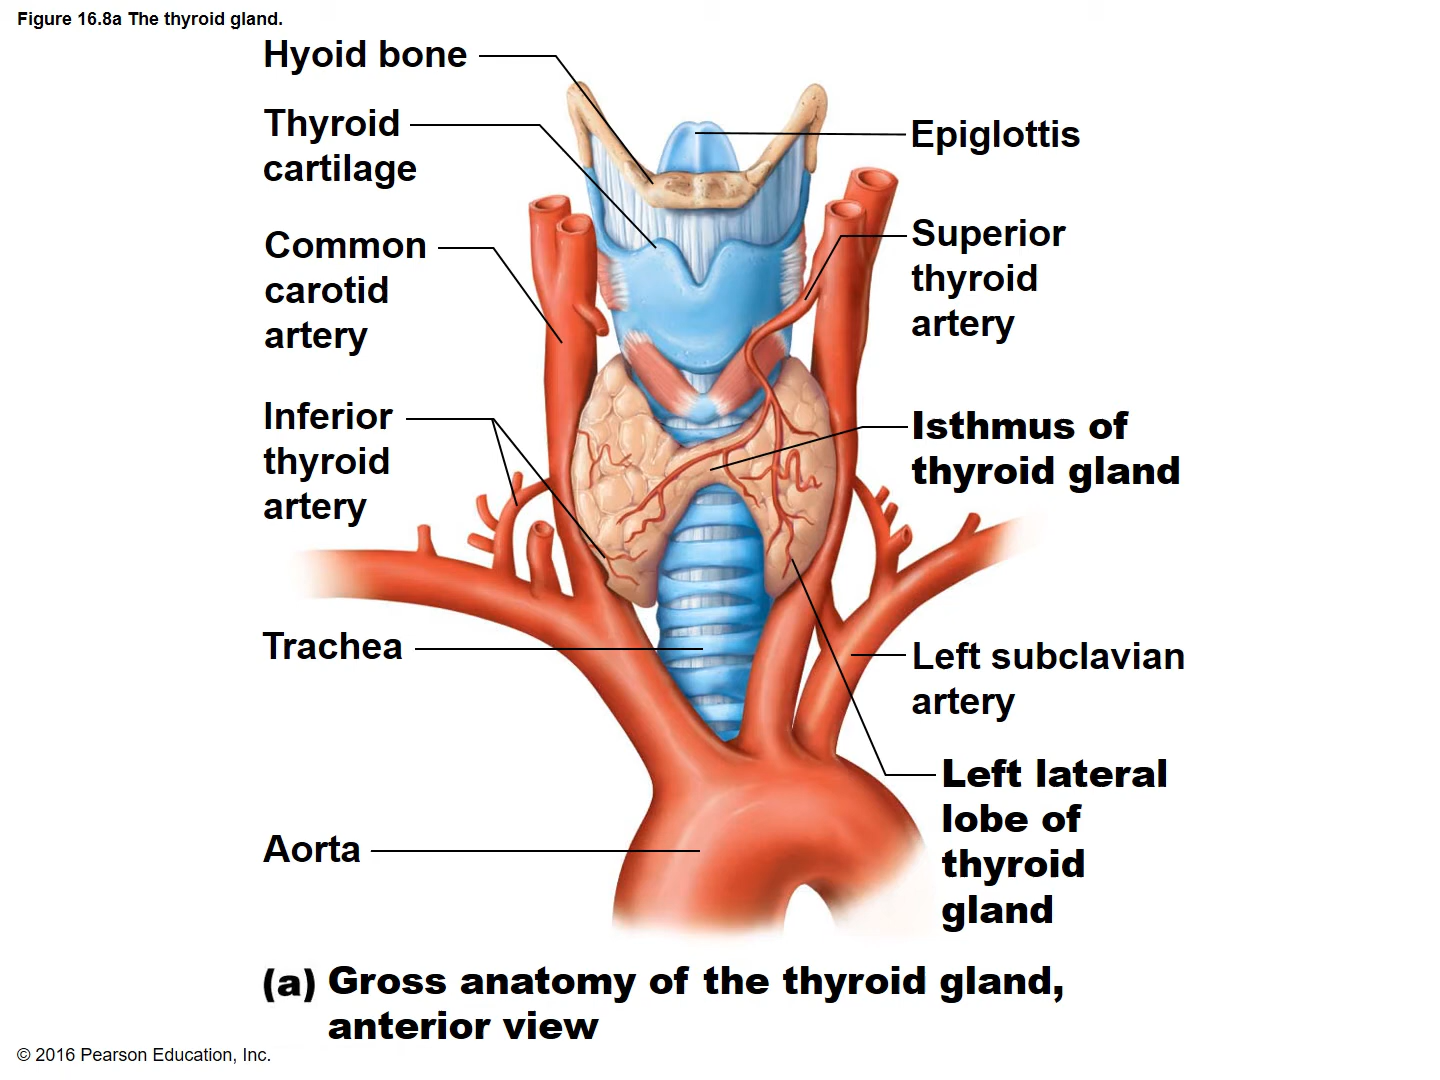 Figure 16.8a The thyroid gland.
Hyoid bone
Thyroid
cartilage
Common
carotid
artery
Inferior
thyroid
artery
Trachea
Aorta
Epiglottis
Superior
thyroid
artery
Isthmus of
thyroid gland
Left subclavian
artery
Left lateral
lobe of
thyroid
gland
(a) Gross anatomy of the thyroid gland,
anterior view
© 2016 Pearson Education, Inc.